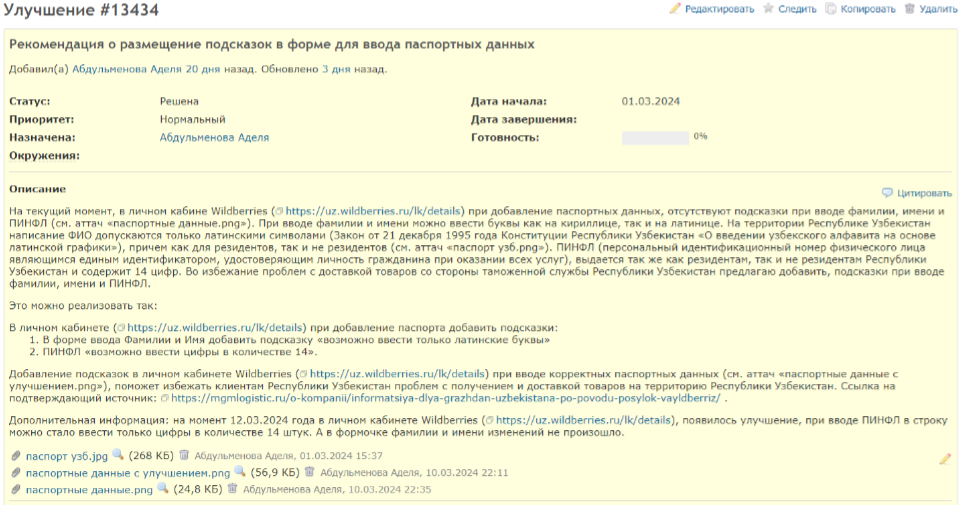 Улучшение #13434
Редактировать Следить Копировать Удалить
Рекомендация о размещение подсказок в форме для ввода паспортных данных
Добавил(а) Абдульменова Аделя 20 дня назад. Обновлено 3 дня назад.
Статус: Решена Дата начала: 01.03.2024
Приоритет: Нормальный Дата завершения:
Назначена: Абдульменова Аделя Готовность: 0%
Окружения:
Описание
Цитировать
На текущий момент, в личном кабине Wildberries (https://uz.wildberries.ru/lk/details) при добавление паспортных данных, отсутствуют подсказки при вводе фамилии, имени и
ПИНФЛ (см. аттач «паспортные данные.png»). При вводе фамилии и имени можно ввести буквы как на кириллице, так и на латинице. На территории Республики Узбекистан
написание ФИО допускаются только латинскими символами (Закон от 21 декабря 1995 года Конституции Республики Узбекистан «О введении узбекского алфавита на основе
латинской графики»), причем как для резидентов, так и не резидентов (см. аттач «паспорт узб.png»). ПИНФЛ (персональный идентификационный номер физического лица
являющимся единым идентификатором, удостоверяющим личность гражданина при оказании всех услуг), выдается так же как резидентам, так и не резидентам Республики
Узбекистан и содержит 14 цифр. Во избежание проблем с доставкой товаров со стороны таможенной службы Республики Узбекистан предлагаю добавить, подсказки при вводе
фамилии, имени и ПИНФЛ.
Это можно реализовать так:
В личном кабинете (https://uz.wildberries.ru/lk/details) при добавление паспорта добавить подсказки:
1. В форме ввода Фамилии и Имя добавить подсказку «возможно ввести только латинские буквы»
2. ПИНФЛ «возможно ввести цифры в количестве 14».
Добавление подсказок в личном кабинете Wildberries (https://uz.wildberries.ru/lk/details) при вводе корректных паспортных данных (см. аттач «паспортные данные с
улучшением.png»), поможет избежать клиентам Республики Узбекистан проблем с получением и доставкой товаров на территорию Республики Узбекистан. Ссылка на
подтверждающий источник: https://mgmlogistic.ru/o-kompanii/informatsiya-dlya-grazhdan-uzbekistana-po-povodu-posylok-vayldberriz/ .
Дополнительная информация: на момент 12.03.2024 года в личном кабинете Wildberries (https://uz.wildberries.ru/lk/details), появилось улучшение, при вводе ПИНФЛ в строку
можно стало ввести только цифры в количестве 14 штук. А в формочке фамилии и имени изменений не произошло.
паспорт узб.jpg (268 КБ) Абдульменова Аделя, 01.03.2024 15:37
паспортные данные с улучшением.png (56,9 КБ) Абдульменова Аделя, 10.03.2024 22:11
паспортные данные.png (24,8 КБ) Абдульменова Аделя, 10.03.2024 22:35